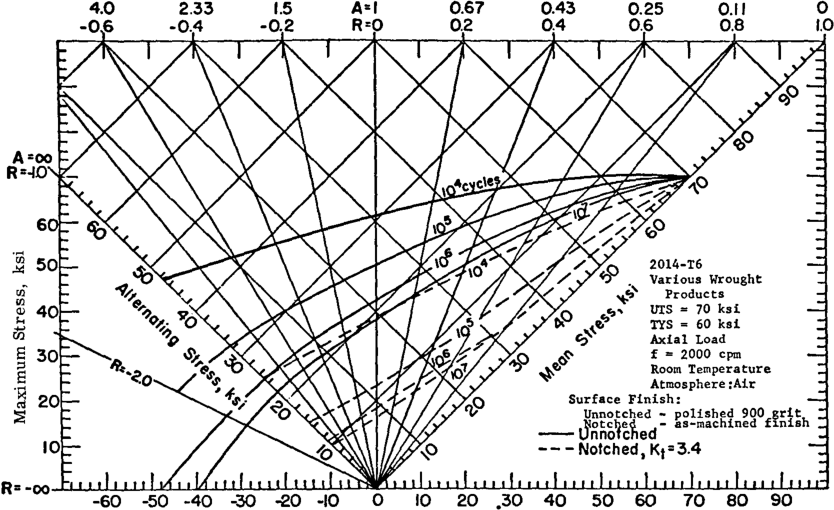 4.0 2.33 1.5 A=1 0.67 0.43 0.25 0.11 0
-0.6 -0.4 -0.2 R=0 0.2 0.4 0.6 0.8 1.0
A=∞
R=-1.0
Maximum Stress, ksi
60
50
40
30
20
10
R=-∞
-60 -50 -40 -30 -20 -10 0 10 20 .30 40 50 60 70 80 90
60
50
40
30
20
10
Alternating Stress, ksi
R=-2.0
10
20
30
40
50
60
70
80
90
Mean Stress, ksi
10⁴ cycles
10⁵
10⁶
10⁷
10⁴
10⁵
10⁶
10⁷
2014-T6
Various Wrought
Products
UTS = 70 ksi
TYS = 60 ksi
Axial Load
f = 2000 cpm
Room Temperature
Atmosphere:Air
Surface Finish:
Unnotched - polished 900 grit
Notched - as-machined finish
Unnotched
Notched, Kt=3.4